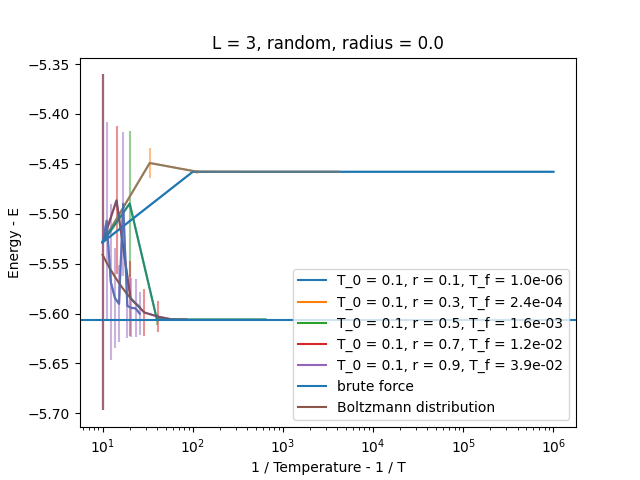 L = 3, random, radius = 0.0
Energy - E
−5.35
−5.40
−5.45
−5.50
−5.55
−5.60
−5.65
−5.70
T_0 = 0.1, r = 0.1, T_f = 1.0e-06
T_0 = 0.1, r = 0.3, T_f = 2.4e-04
T_0 = 0.1, r = 0.5, T_f = 1.6e-03
T_0 = 0.1, r = 0.7, T_f = 1.2e-02
T_0 = 0.1, r = 0.9, T_f = 3.9e-02
brute force
Boltzmann distribution
10¹ 10² 10³ 10⁴ 10⁵ 10⁶
1 / Temperature - 1 / T